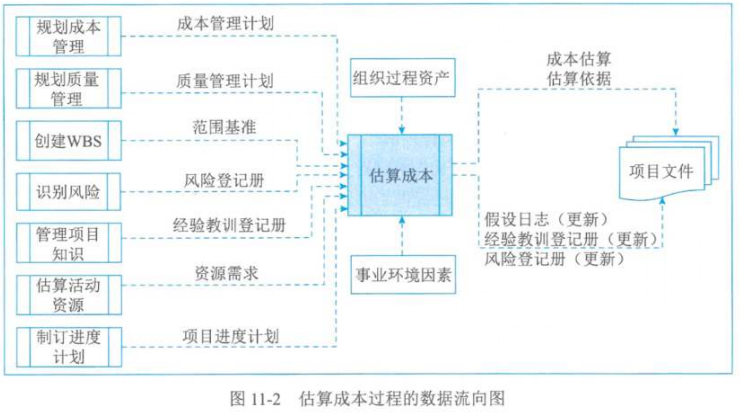 规划成本
管理
成本管理计划
规划质量
管理
质量管理计划
创建WBS
范围基准
识别风险
风险登记册
管理项目
知识
经验教训登记册
估算活动
资源
资源需求
制订进度
计划
项目进度计划
组织过程资产
估算成本
事业环境因素
成本估算
估算依据
项目文件
假设日志（更新）
经验教训登记册（更新）
风险登记册（更新）
图 11-2 估算成本过程的数据流向图